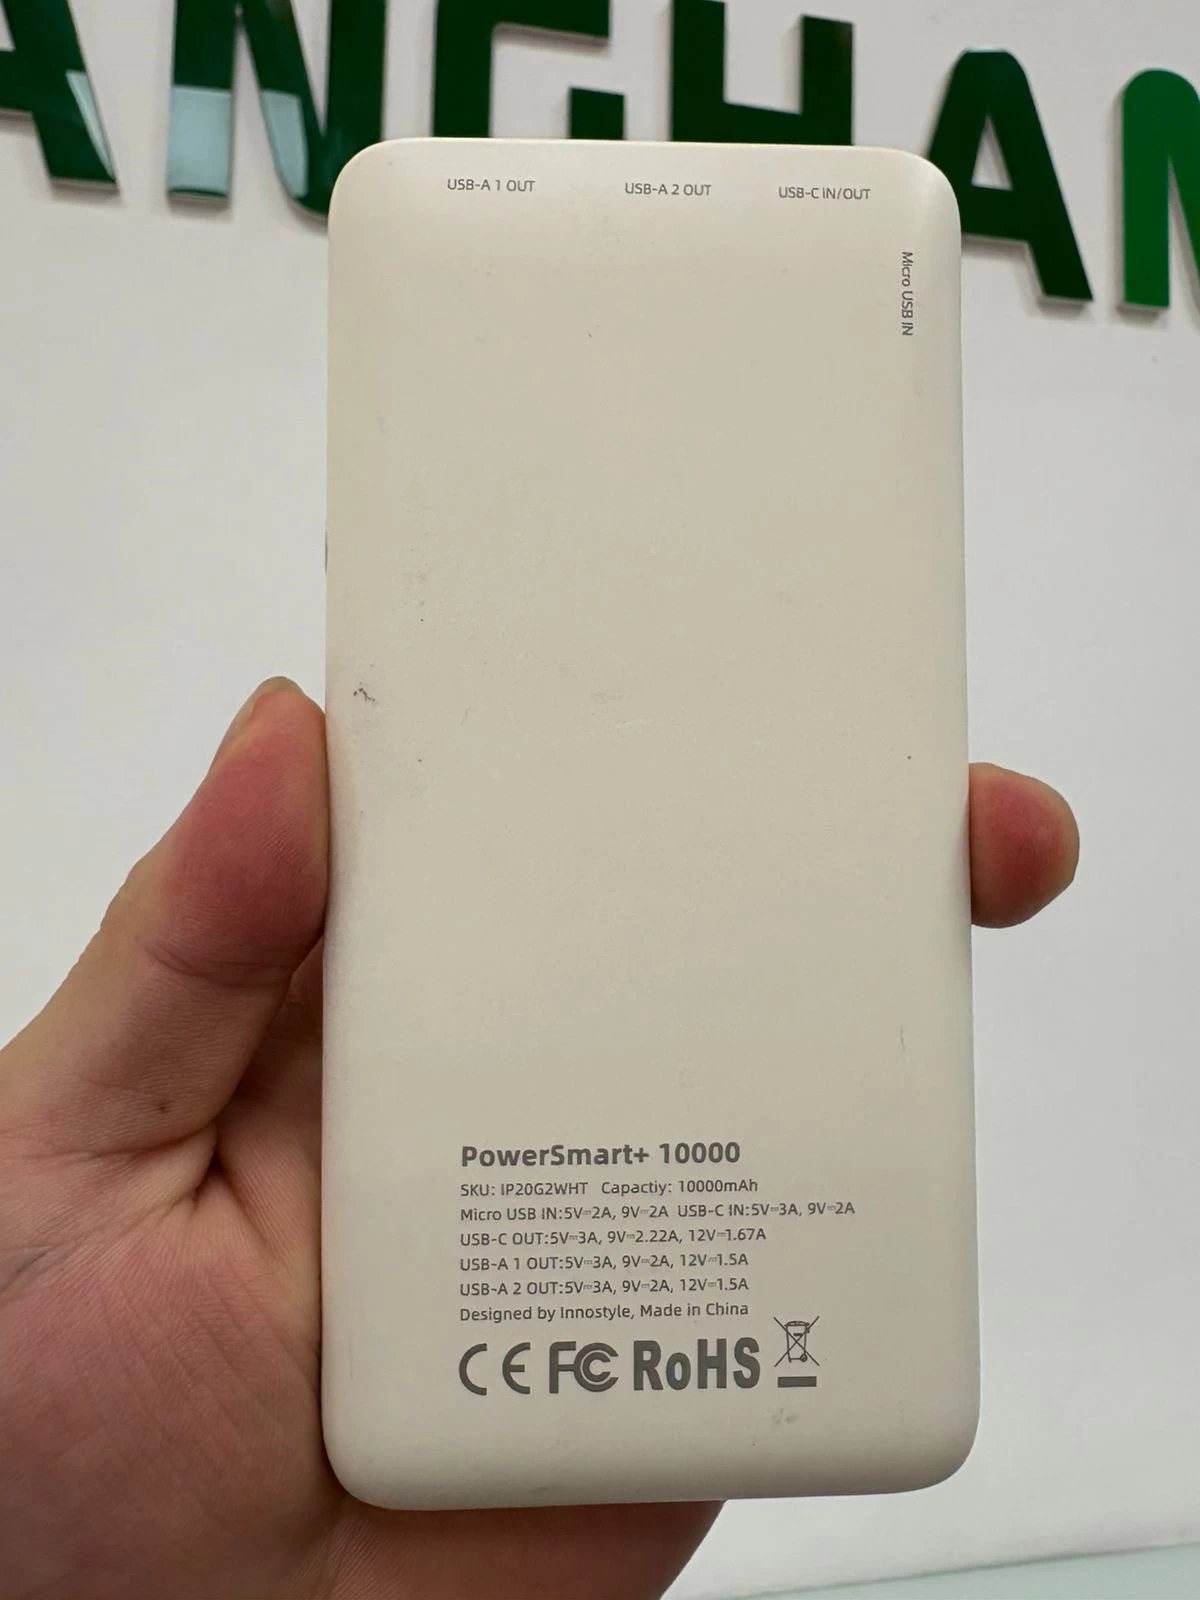 ANGHAN
USB-A 1 OUT USB-A 2 OUT USB-C IN/OUT
Micro USB IN
PowerSmart+ 10000
SKU: IP20G2WHT Capactiy: 10000mAh
Micro USB IN:5V⎓2A, 9V⎓2A USB-C IN:5V⎓3A, 9V⎓2A
USB-C OUT:5V⎓3A, 9V⎓2.22A, 12V⎓1.67A
USB-A 1 OUT:5V⎓3A, 9V⎓2A, 12V⎓1.5A
USB-A 2 OUT:5V⎓3A, 9V⎓2A, 12V⎓1.5A
Designed by Innostyle, Made in China
CE FC RoHS